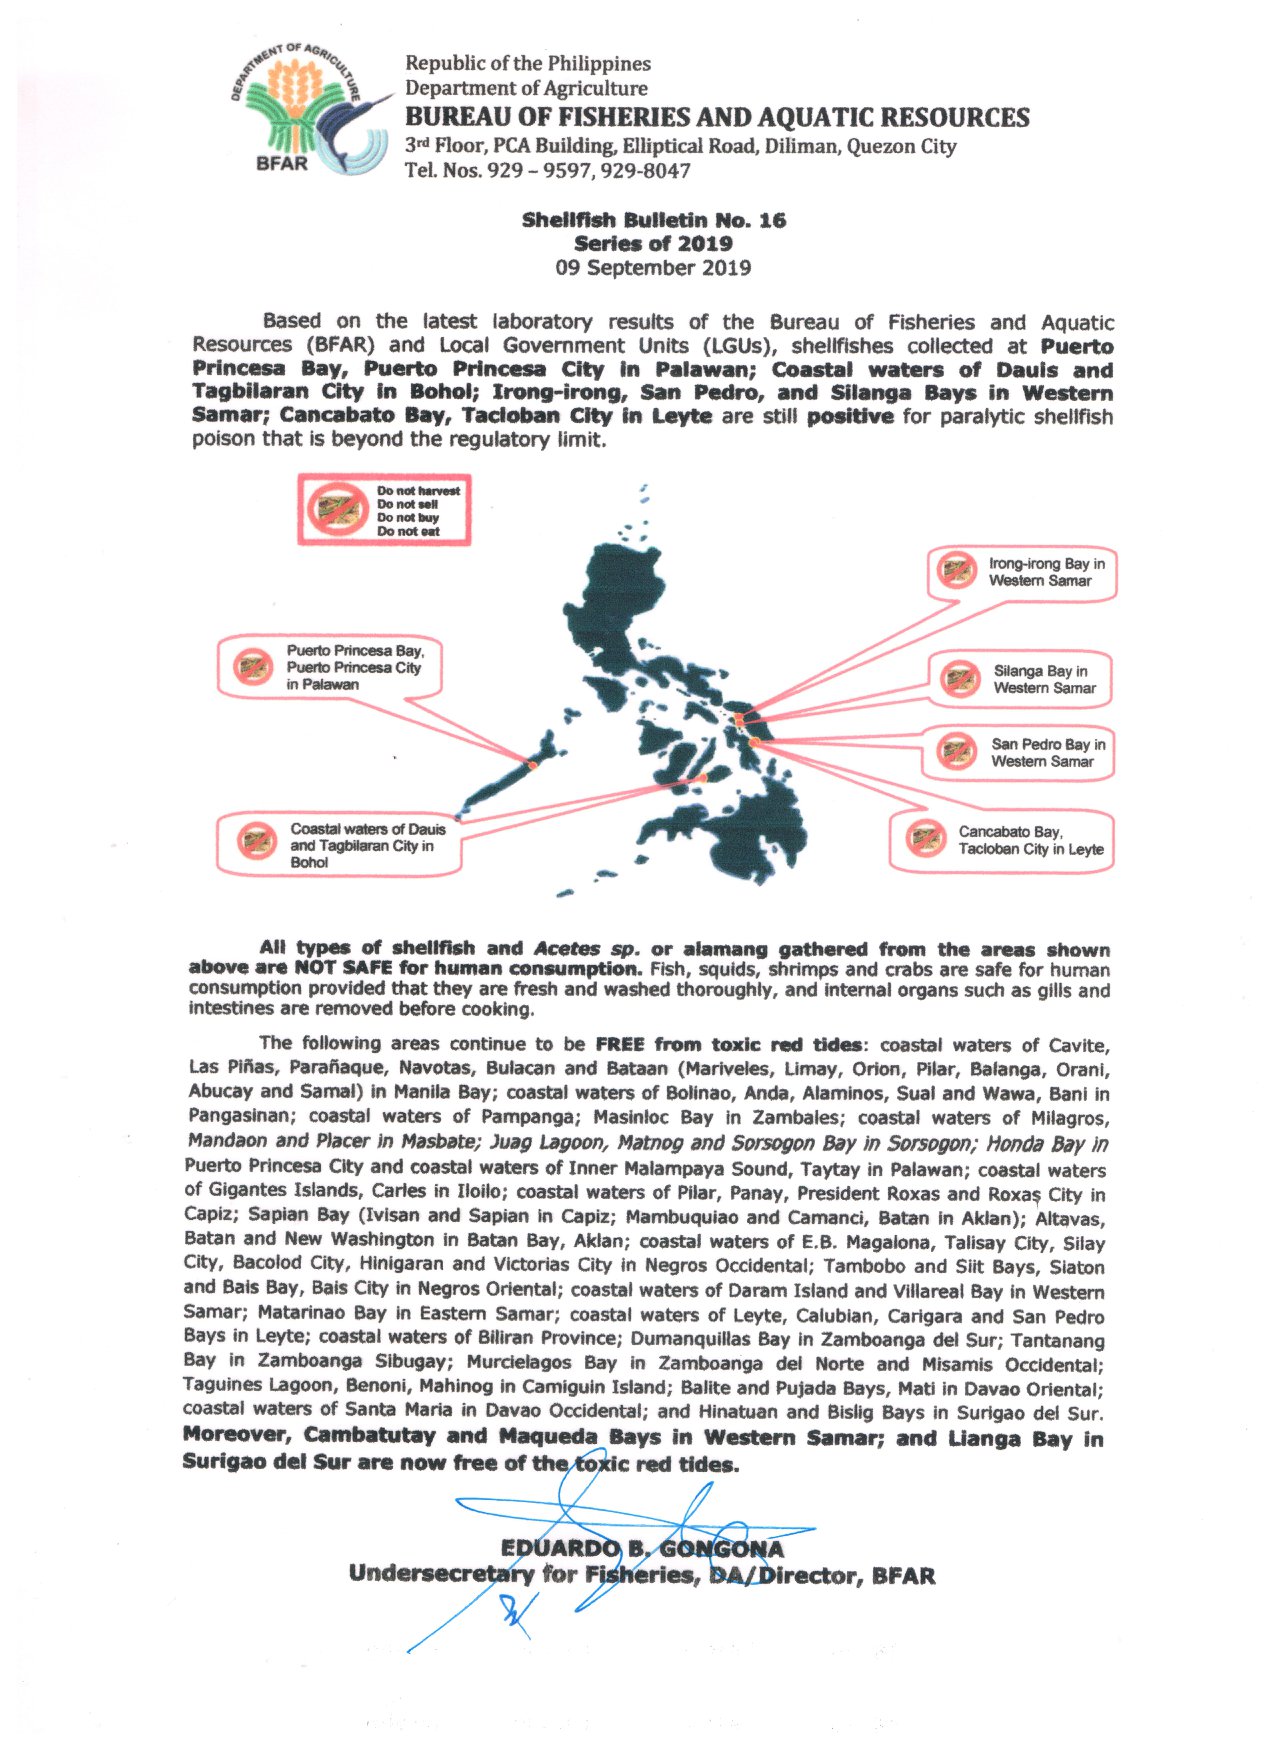 DEPARTMENT OF AGRICULTURE
BFAR
Republic of the Philippines
Department of Agriculture
BUREAU OF FISHERIES AND AQUATIC RESOURCES
3rd Floor, PCA Building, Elliptical Road, Diliman, Quezon City
Tel. Nos. 929 – 9597, 929-8047
Shellfish Bulletin No. 16
Series of 2019
09 September 2019
Based on the latest laboratory results of the Bureau of Fisheries and Aquatic
Resources (BFAR) and Local Government Units (LGUs), shellfishes collected at Puerto
Princesa Bay, Puerto Princesa City in Palawan; Coastal waters of Dauis and
Tagbilaran City in Bohol; Irong-irong, San Pedro, and Silanga Bays in Western
Samar; Cancabato Bay, Tacloban City in Leyte are still positive for paralytic shellfish
poison that is beyond the regulatory limit.
Do not harvest
Do not sell
Do not buy
Do not eat
Irong-irong Bay in
Western Samar
Puerto Princesa Bay,
Puerto Princesa City
in Palawan
Silanga Bay in
Western Samar
San Pedro Bay in
Western Samar
Coastal waters of Dauis
and Tagbilaran City in
Bohol
Cancabato Bay,
Tacloban City in Leyte
All types of shellfish and Acetes sp. or alamang gathered from the areas shown
above are NOT SAFE for human consumption. Fish, squids, shrimps and crabs are safe for human
consumption provided that they are fresh and washed thoroughly, and internal organs such as gills and
intestines are removed before cooking.
The following areas continue to be FREE from toxic red tides: coastal waters of Cavite,
Las Piñas, Parañaque, Navotas, Bulacan and Bataan (Mariveles, Limay, Orion, Pilar, Balanga, Orani,
Abucay and Samal) in Manila Bay; coastal waters of Bolinao, Anda, Alaminos, Sual and Wawa, Bani in
Pangasinan; coastal waters of Pampanga; Masinloc Bay in Zambales; coastal waters of Milagros,
Mandaon and Placer in Masbate; Juag Lagoon, Matnog and Sorsogon Bay in Sorsogon; Honda Bay in
Puerto Princesa City and coastal waters of Inner Malampaya Sound, Taytay in Palawan; coastal waters
of Gigantes Islands, Carles in Iloilo; coastal waters of Pilar, Panay, President Roxas and Roxas City in
Capiz; Sapian Bay (Ivisan and Sapian in Capiz; Mambuquiao and Camanci, Batan in Aklan); Altavas,
Batan and New Washington in Batan Bay, Aklan; coastal waters of E.B. Magalona, Talisay City, Silay
City, Bacolod City, Hinigaran and Victorias City in Negros Occidental; Tambobo and Siit Bays, Siaton
and Bais Bay, Bais City in Negros Oriental; coastal waters of Daram Island and Villareal Bay in Western
Samar; Matarinao Bay in Eastern Samar; coastal waters of Leyte, Calubian, Carigara and San Pedro
Bays in Leyte; coastal waters of Biliran Province; Dumanquillas Bay in Zamboanga del Sur; Tantanang
Bay in Zamboanga Sibugay; Murcielagos Bay in Zamboanga del Norte and Misamis Occidental;
Taguines Lagoon, Benoni, Mahinog in Camiguin Island; Balite and Pujada Bays, Mati in Davao Oriental;
coastal waters of Santa Maria in Davao Occidental; and Hinatuan and Bislig Bays in Surigao del Sur.
Moreover, Cambatutay and Maqueda Bays in Western Samar; and Lianga Bay in
Surigao del Sur are now free of the toxic red tides.
EDUARDO B. GONGONA
Undersecretary for Fisheries, DA/Director, BFAR